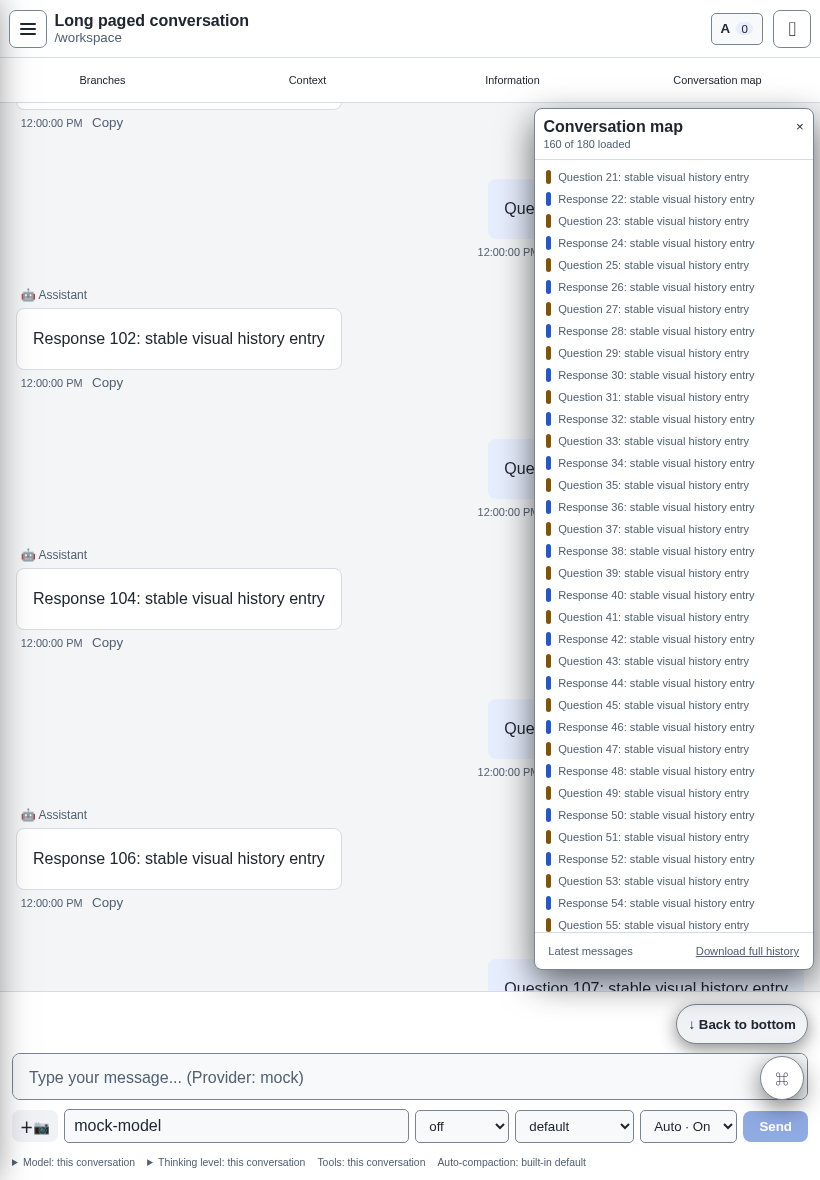 Long paged conversation
/workspace
A 0
Branches
Context
Information
Conversation map
12:00:00 PM Copy
Que
12:00:00 PM
Assistant
Response 102: stable visual history entry
12:00:00 PM Copy
Que
12:00:00 PM
Assistant
Response 104: stable visual history entry
12:00:00 PM Copy
Que
12:00:00 PM
Assistant
Response 106: stable visual history entry
12:00:00 PM Copy
Question 107: stable visual history entry
Conversation map
×
160 of 180 loaded
Question 21: stable visual history entry
Response 22: stable visual history entry
Question 23: stable visual history entry
Response 24: stable visual history entry
Question 25: stable visual history entry
Response 26: stable visual history entry
Question 27: stable visual history entry
Response 28: stable visual history entry
Question 29: stable visual history entry
Response 30: stable visual history entry
Question 31: stable visual history entry
Response 32: stable visual history entry
Question 33: stable visual history entry
Response 34: stable visual history entry
Question 35: stable visual history entry
Response 36: stable visual history entry
Question 37: stable visual history entry
Response 38: stable visual history entry
Question 39: stable visual history entry
Response 40: stable visual history entry
Question 41: stable visual history entry
Response 42: stable visual history entry
Question 43: stable visual history entry
Response 44: stable visual history entry
Question 45: stable visual history entry
Response 46: stable visual history entry
Question 47: stable visual history entry
Response 48: stable visual history entry
Question 49: stable visual history entry
Response 50: stable visual history entry
Question 51: stable visual history entry
Response 52: stable visual history entry
Question 53: stable visual history entry
Response 54: stable visual history entry
Question 55: stable visual history entry
Latest messages
Download full history
↓ Back to bottom
Type your message... (Provider: mock)
⌘
mock-model
off
default
Auto · On
Send
Model: this conversation
Thinking level: this conversation
Tools: this conversation
Auto-compaction: built-in default